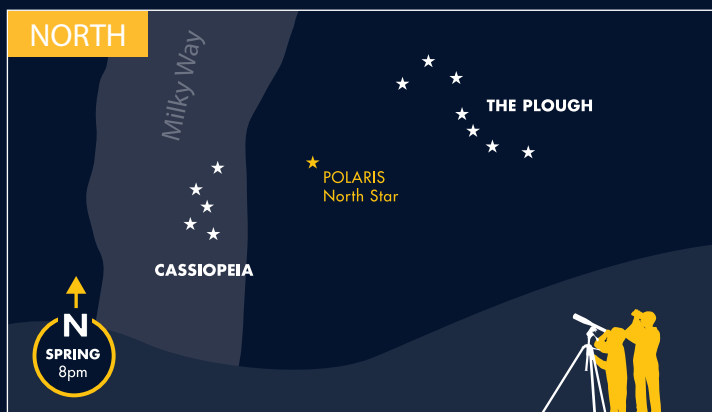 NORTH
Milky Way
THE PLOUGH
POLARIS
North Star
CASSIOPEIA
N
SPRING
8pm